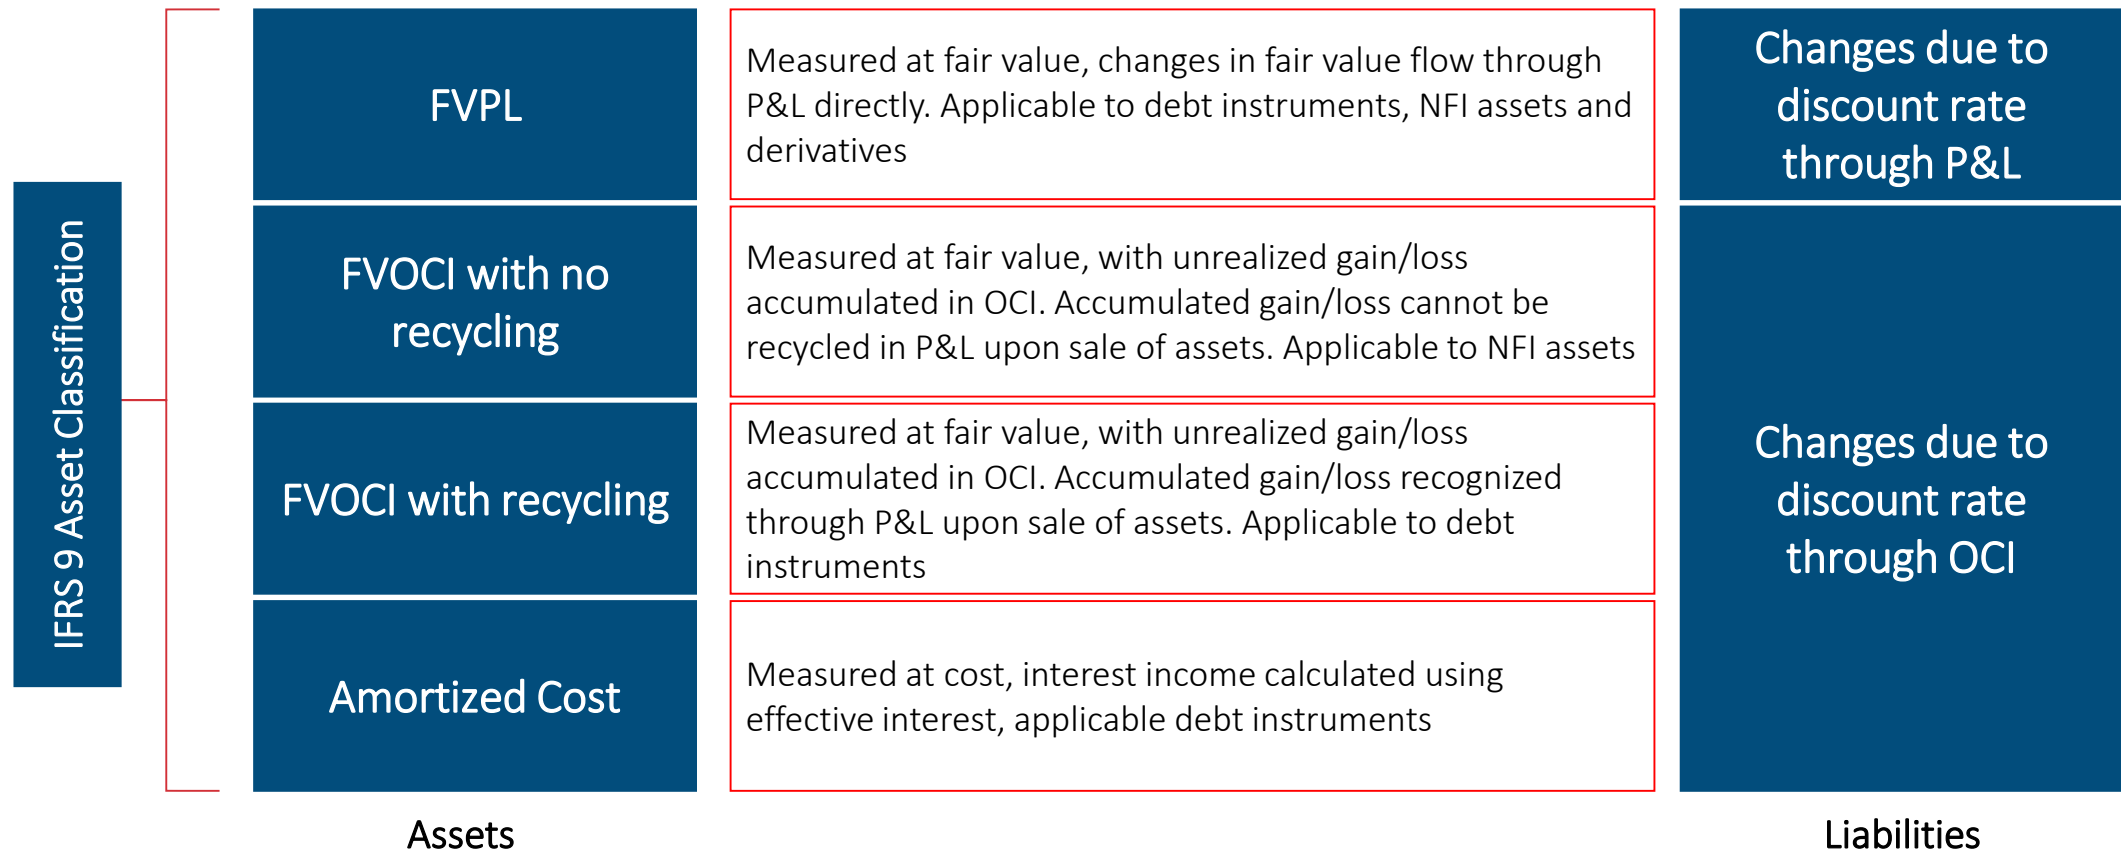 IFRS 9 Asset Classification
FVPL
Measured at fair value, changes in fair value flow through
P&L directly. Applicable to debt instruments, NFI assets and
derivatives
Changes due to
discount rate
through P&L
FVOCI with no
recycling
Measured at fair value, with unrealized gain/loss
accumulated in OCI. Accumulated gain/loss cannot be
recycled in P&L upon sale of assets. Applicable to NFI assets
FVOCI with recycling
Measured at fair value, with unrealized gain/loss
accumulated in OCI. Accumulated gain/loss recognized
through P&L upon sale of assets. Applicable to debt
instruments
Changes due to
discount rate
through OCI
Amortized Cost
Measured at cost, interest income calculated using
effective interest, applicable debt instruments
Assets
Liabilities